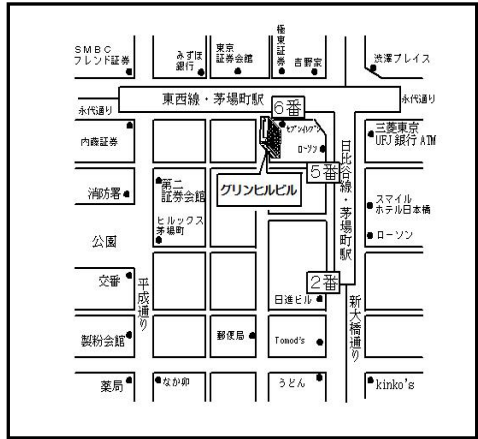 SMBC
フレンド証券
みずほ
銀行
東京
証券会館
極東証券
吉野家
渋澤プレイス
永代通り
東西線・茅場町駅
6番
永代通り
内藤証券
セブンイレブン
ローソン
三菱東京
UFJ銀行ATM
5番
日比谷線・茅場町駅
消防署
第二
証券会館
グリンヒルビル
スマイル
ホテル日本橋
ヒルックス
茅場町
ローソン
公園
交番
平成通り
2番
日進ビル
新大橋通り
製粉会館
郵便局
Tomod's
薬局
なか卯
うどん
kinko's